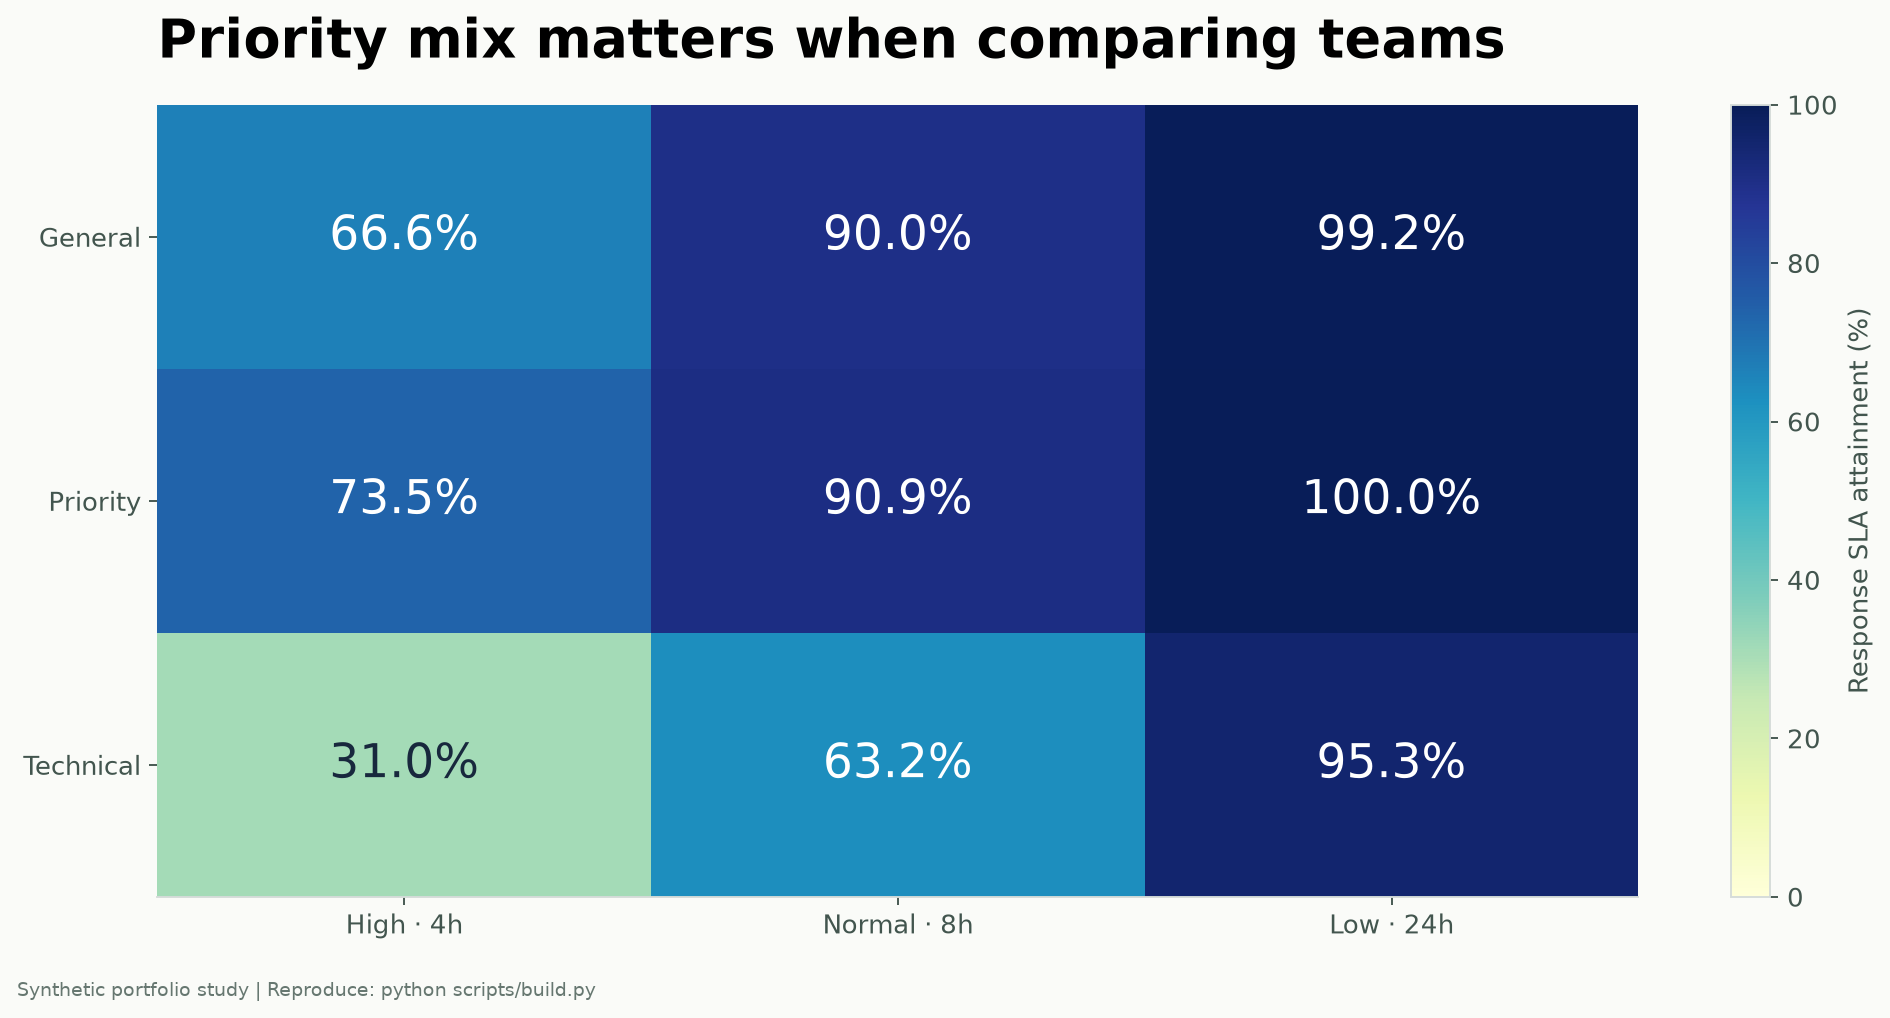 Priority mix matters when comparing teams
General
66.6%
90.0%
99.2%
Priority
73.5%
90.9%
100.0%
Technical
31.0%
63.2%
95.3%
High · 4h
Normal · 8h
Low · 24h
100
80
60
40
20
0
Response SLA attainment (%)
Synthetic portfolio study | Reproduce: python scripts/build.py